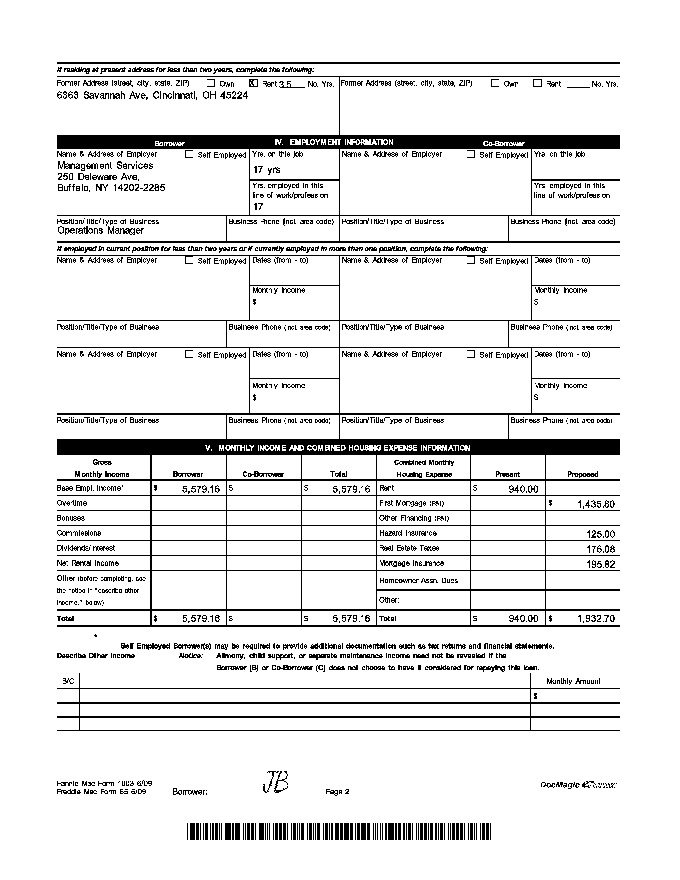 If residing at present address for less than two years, complete the following:
Former Address (street, city, state, ZIP) Own X Rent 3.5 No. Yrs. Former Address (street, city, state, ZIP) Own Rent No. Yrs.
6363 Savannah Ave, Cincinnati, OH 45224
Borrower IV. EMPLOYMENT INFORMATION Co-Borrower
Name & Address of Employer Self Employed Yrs. on this job Name & Address of Employer Self Employed Yrs. on this job
Management Services 17 yrs
250 Deleware Ave,
Buffalo, NY 14202-2285 Yrs. employed in this line of work/profession Yrs. employed in this line of work/profession
17
Position/Title/Type of Business Business Phone (incl. area code) Position/Title/Type of Business Business Phone (incl. area code)
Operations Manager
If employed in current position for less than two years or if currently employed in more than one position, complete the following:
Name & Address of Employer Self Employed Dates (from - to) Name & Address of Employer Self Employed Dates (from - to)
Monthly Income Monthly Income
$ $
Position/Title/Type of Business Business Phone (incl. area code) Position/Title/Type of Business Business Phone (incl. area code)
Name & Address of Employer Self Employed Dates (from - to) Name & Address of Employer Self Employed Dates (from - to)
Monthly Income Monthly Income
$ $
Position/Title/Type of Business Business Phone (incl. area code) Position/Title/Type of Business Business Phone (incl. area code)
V. MONTHLY INCOME AND COMBINED HOUSING EXPENSE INFORMATION
Gross Combined Monthly
Monthly Income Borrower Co-Borrower Total Housing Expense Present Proposed
Base Empl. Income* $ 5,579.16 $ $ 5,579.16 Rent $ 940.00
Overtime First Mortgage (P&I) $ 1,435.80
Bonuses Other Financing (P&I)
Commissions Hazard Insurance 125.00
Dividends/Interest Real Estate Taxes 176.08
Net Rental Income Mortgage Insurance 195.82
Other (before completing, see Homeowner Assn. Dues
the notice in "describe other
income," below) Other:
Total $ 5,579.16 $ $ 5,579.16 Total $ 940.00 $ 1,932.70
*
Self Employed Borrower(s) may be required to provide additional documentation such as tax returns and financial statements.
Describe Other Income Notice: Alimony, child support, or separate maintenance income need not be revealed if the
Borrower (B) or Co-Borrower (C) does not choose to have it considered for repaying this loan.
B/C Monthly Amount
$
Fannie Mae Form 1003 6/09 DocMagic
Freddie Mac Form 65 6/09 Borrower: JB Page 2